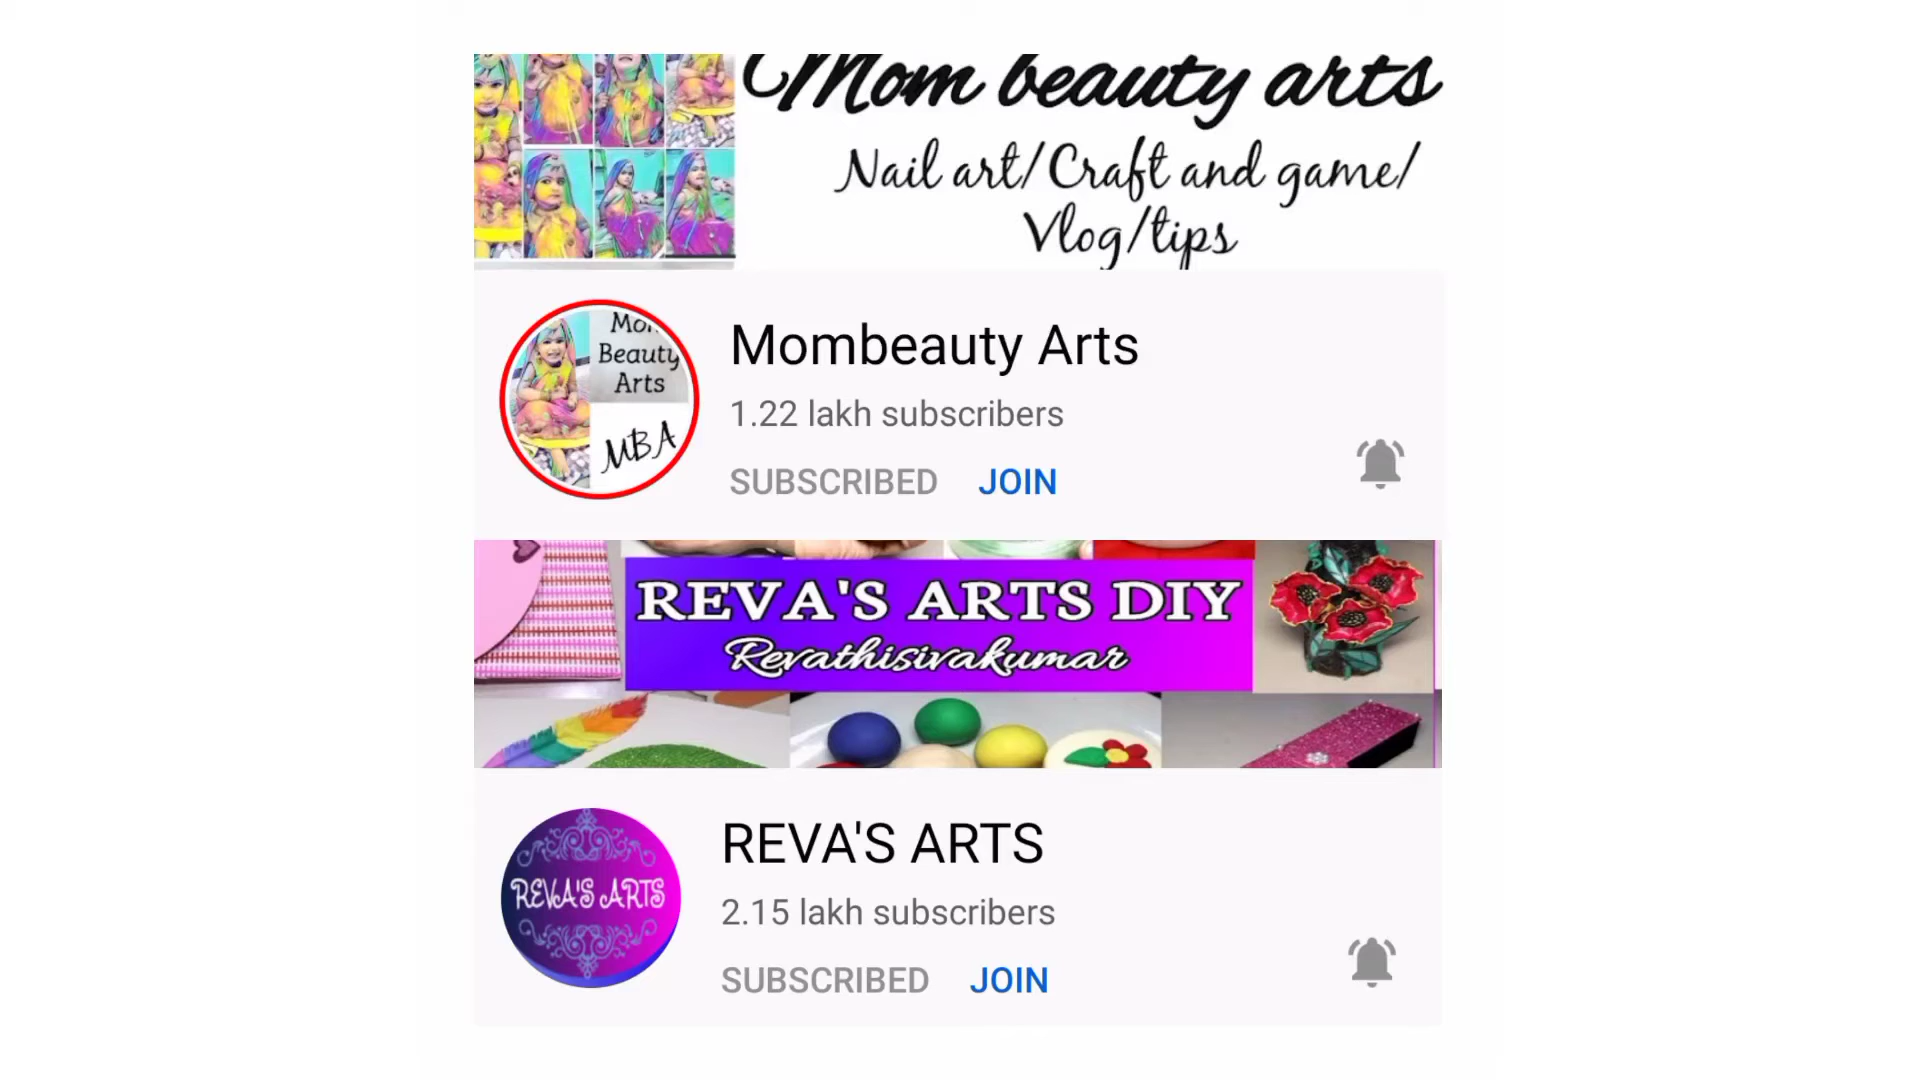 Mom beauty arts
Nail art/Craft and game/
Vlog/tips
Mom
Beauty
Arts
MBA
Mombeauty Arts
1.22 lakh subscribers
SUBSCRIBED JOIN
REVA'S ARTS DIY
Revathisivakumar
REVA'S ARTS
REVA'S ARTS
2.15 lakh subscribers
SUBSCRIBED JOIN